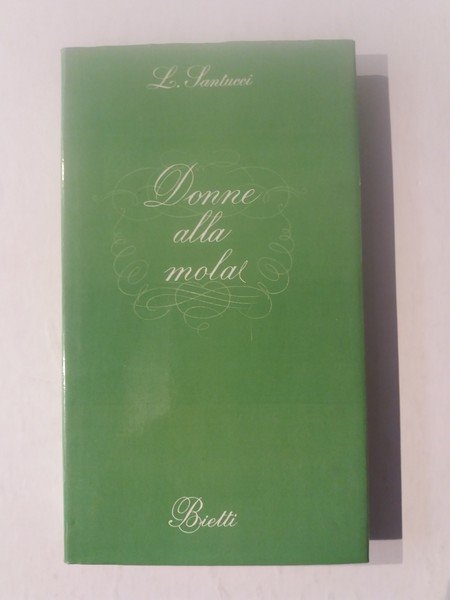 L. Santucci
Donne
alla
mola
Bietti